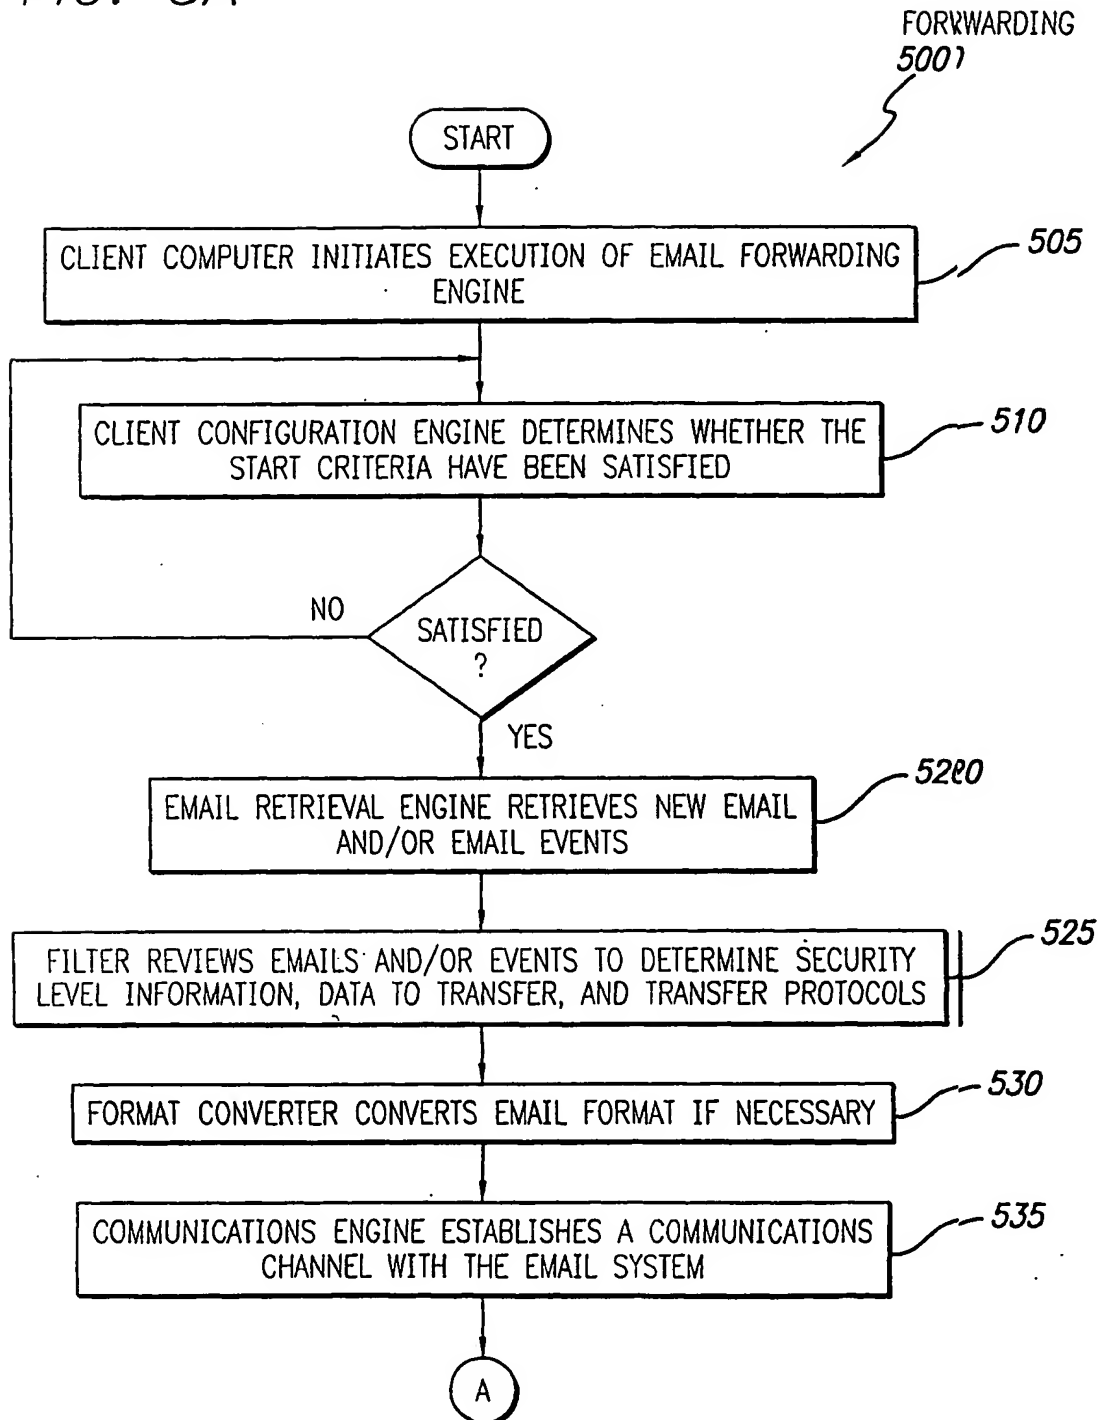 FORWARDING
500
START
CLIENT COMPUTER INITIATES EXECUTION OF EMAIL FORWARDING
ENGINE
505
CLIENT CONFIGURATION ENGINE DETERMINES WHETHER THE
START CRITERIA HAVE BEEN SATISFIED
510
NO
SATISFIED
?
YES
EMAIL RETRIEVAL ENGINE RETRIEVES NEW EMAIL
AND/OR EMAIL EVENTS
FILTER REVIEWS EMAILS AND/OR EVENTS TO DETERMINE SECURITY
LEVEL INFORMATION, DATA TO TRANSFER, AND TRANSFER PROTOCOLS
525
FORMAT CONVERTER CONVERTS EMAIL FORMAT IF NECESSARY
530
COMMUNICATIONS ENGINE ESTABLISHES A COMMUNICATIONS
CHANNEL WITH THE EMAIL SYSTEM
535
A